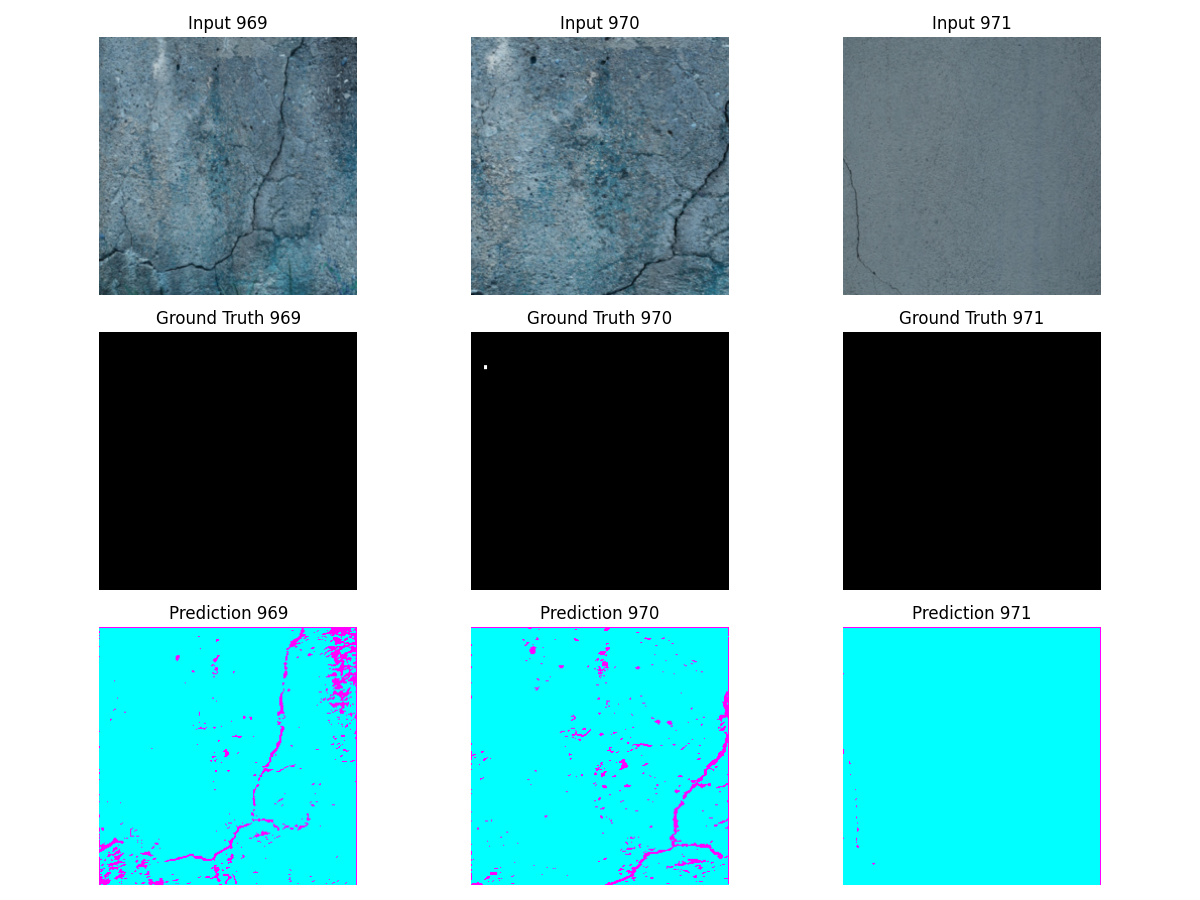 Input 969
Input 970
Input 971
Ground Truth 969
Ground Truth 970
Ground Truth 971
Prediction 969
Prediction 970
Prediction 971